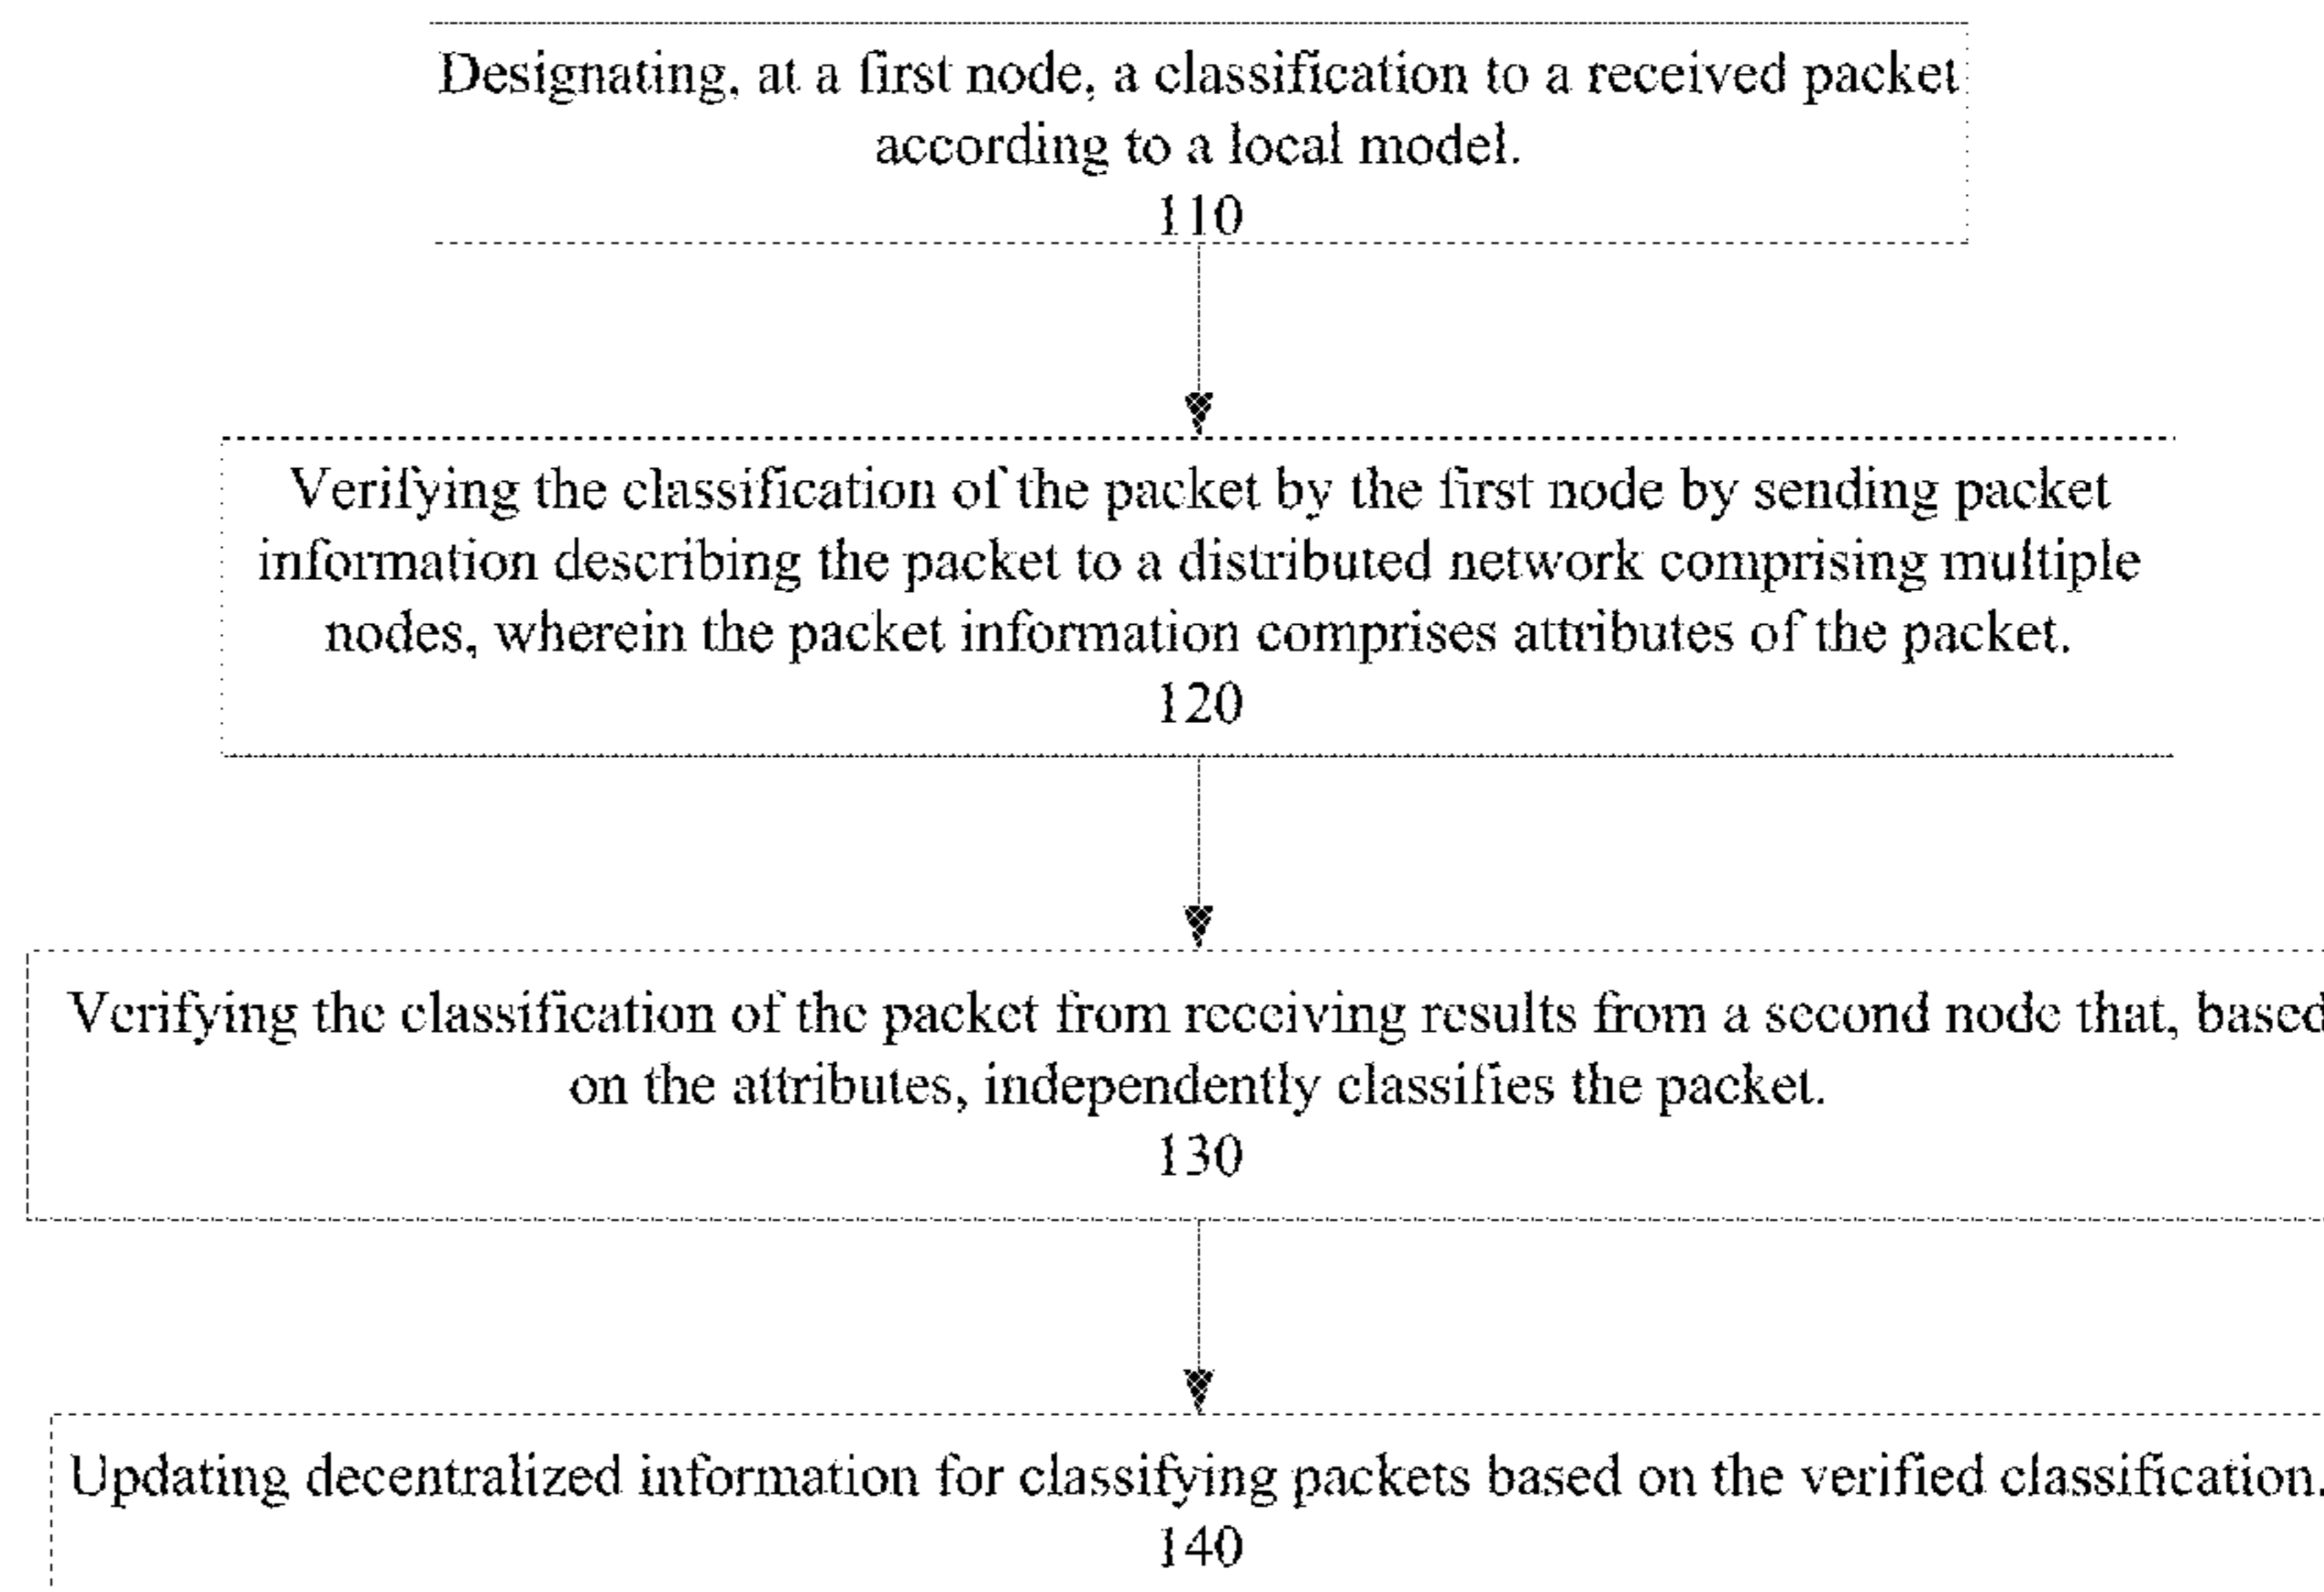 Designating, at a first node, a classification to a received packet
according to a local model.
110
Verifying the classification of the packet by the first node by sending packet
information describing the packet to a distributed network comprising multiple
nodes, wherein the packet information comprises attributes of the packet.
120
Verifying the classification of the packet from receiving results from a second node that, based
on the attributes, independently classifies the packet.
130
Updating decentralized information for classifying packets based on the verified classification.
140